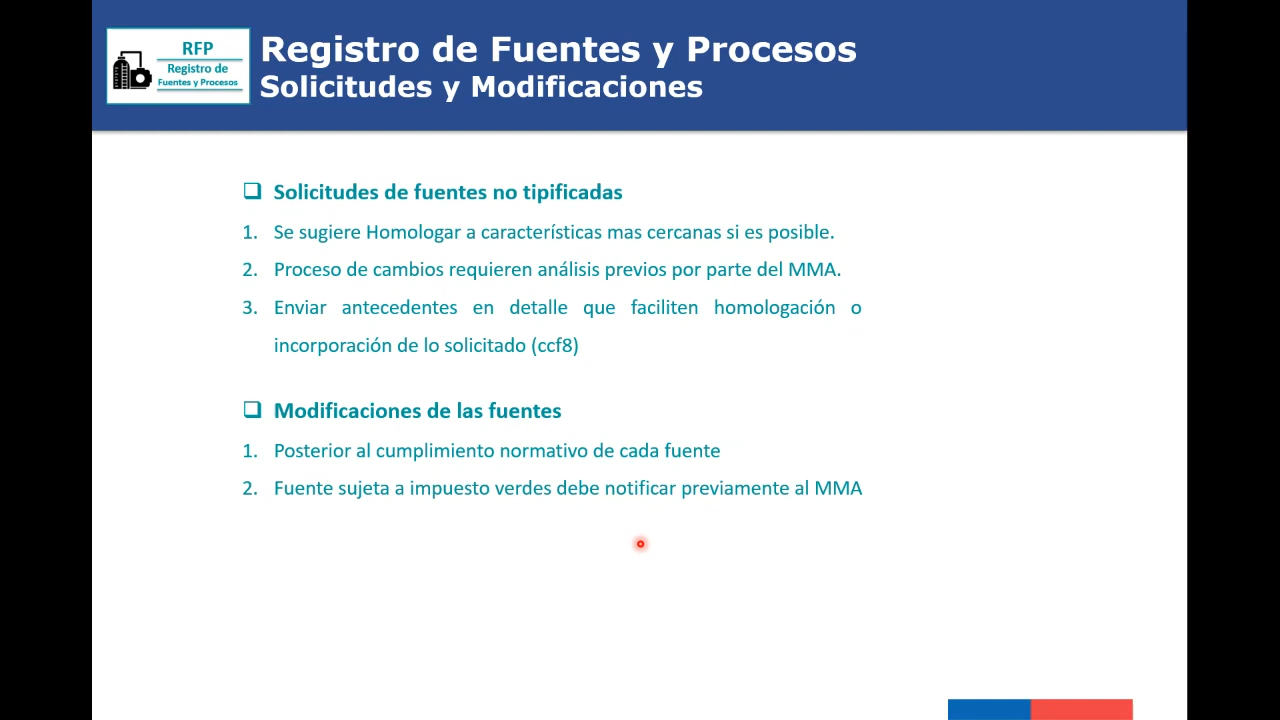 RFP
Registro de
Fuentes y Procesos
Registro de Fuentes y Procesos
Solicitudes y Modificaciones
❑ Solicitudes de fuentes no tipificadas
1. Se sugiere Homologar a características mas cercanas si es posible.
2. Proceso de cambios requieren análisis previos por parte del MMA.
3. Enviar antecedentes en detalle que faciliten homologación o
incorporación de lo solicitado (ccf8)
❑ Modificaciones de las fuentes
1. Posterior al cumplimiento normativo de cada fuente
2. Fuente sujeta a impuesto verdes debe notificar previamente al MMA